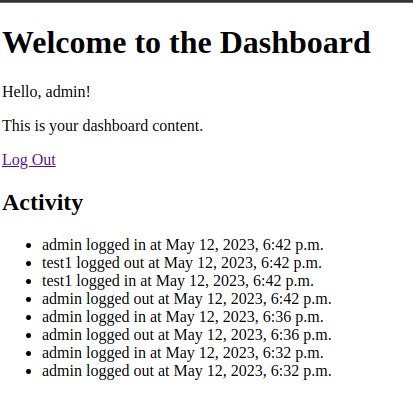 Welcome to the Dashboard
Hello, admin!
This is your dashboard content.
Log Out
Activity
admin logged in at May 12, 2023, 6:42 p.m.
test1 logged out at May 12, 2023, 6:42 p.m.
test1 logged in at May 12, 2023, 6:42 p.m.
admin logged out at May 12, 2023, 6:42 p.m.
admin logged in at May 12, 2023, 6:36 p.m.
admin logged out at May 12, 2023, 6:36 p.m.
admin logged in at May 12, 2023, 6:32 p.m.
admin logged out at May 12, 2023, 6:32 p.m.